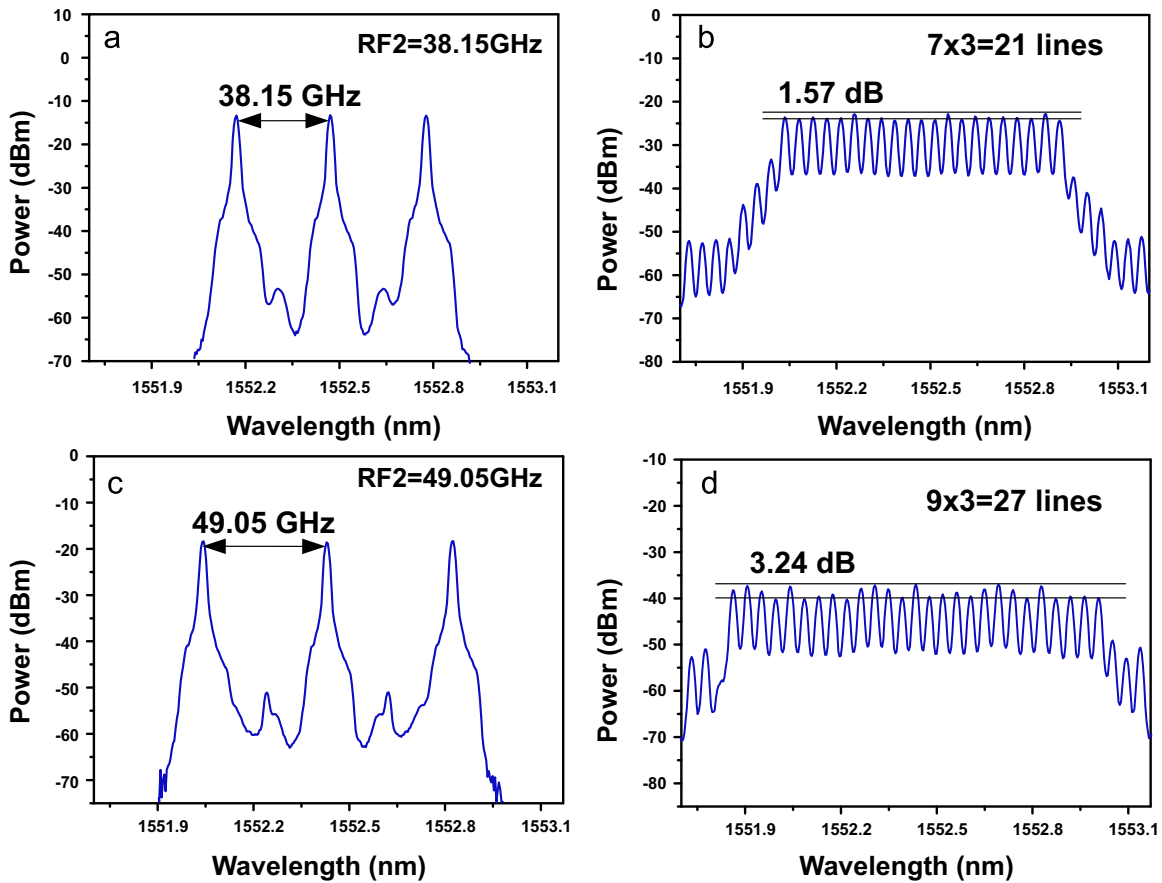 a
RF2=38.15GHz
38.15 GHz
10
0
-10
-20
-30
-40
-50
-60
-70
Power (dBm)
1551.9 1552.2 1552.5 1552.8 1553.1
Wavelength (nm)
b
7x3=21 lines
1.57 dB
0
-10
-20
-30
-40
-50
-60
-70
-80
Power (dBm)
1551.9 1552.2 1552.5 1552.8 1553.1
Wavelength (nm)
c
RF2=49.05GHz
49.05 GHz
0
-10
-20
-30
-40
-50
-60
-70
Power (dBm)
1551.9 1552.2 1552.5 1552.8 1553.1
Wavelength (nm)
d
9x3=27 lines
3.24 dB
-10
-20
-30
-40
-50
-60
-70
-80
Power (dBm)
1551.9 1552.2 1552.5 1552.8 1553.1
Wavelength (nm)